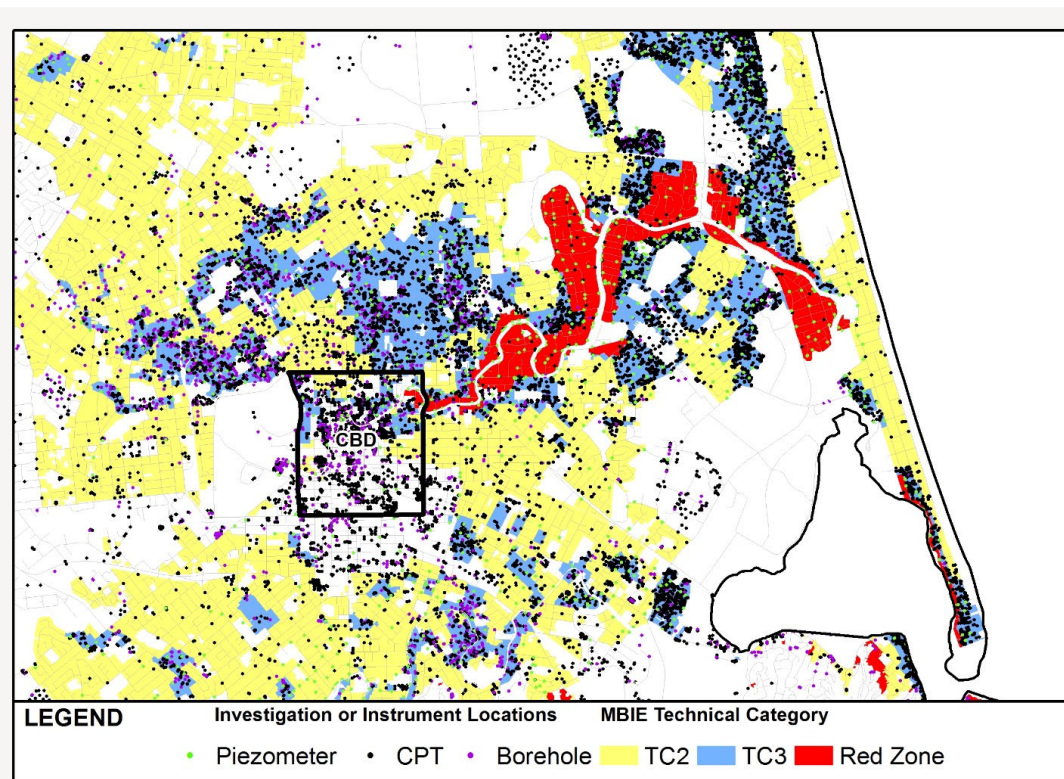 CBD
LEGEND
Investigation or Instrument Locations MBIE Technical Category
Piezometer CPT Borehole TC2 TC3 Red Zone